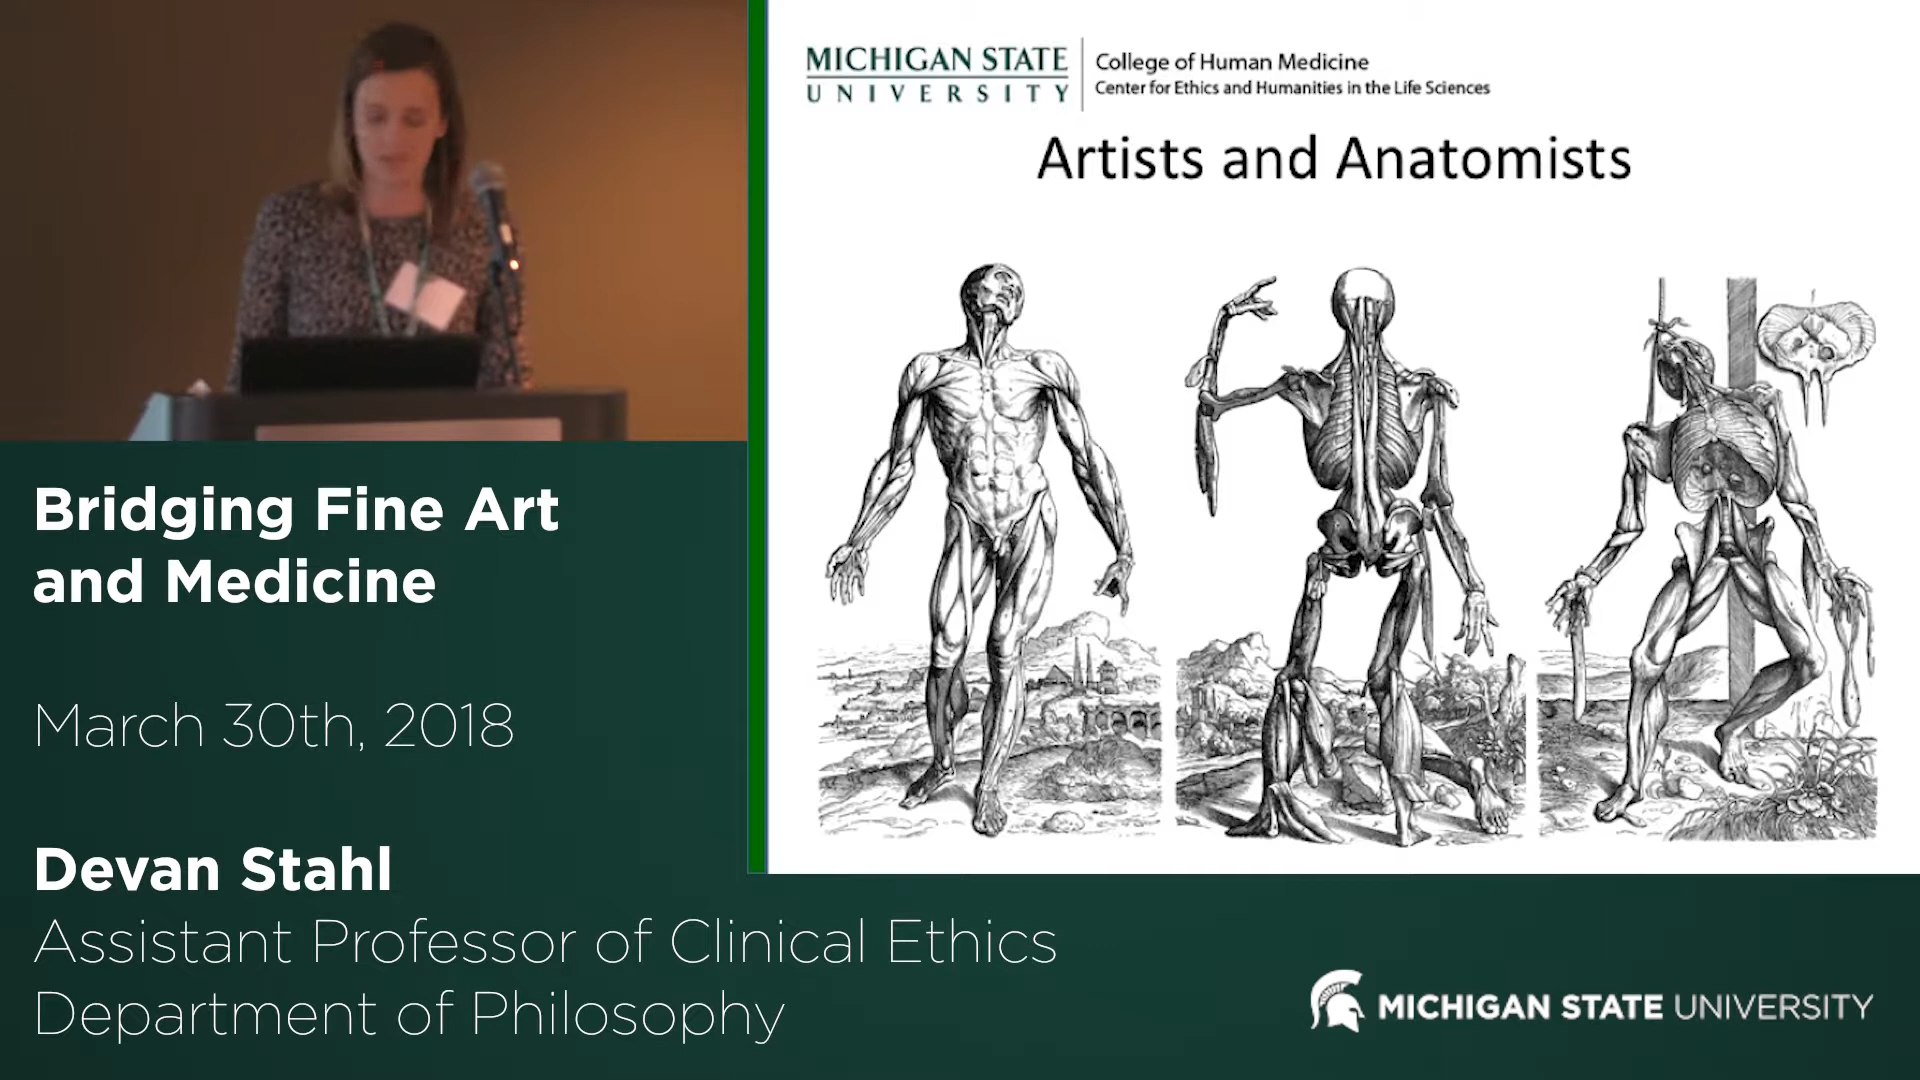 MICHIGAN STATE
UNIVERSITY
College of Human Medicine
Center for Ethics and Humanities in the Life Sciences
Artists and Anatomists
Bridging Fine Art
and Medicine
March 30th, 2018
Devan Stahl
Assistant Professor of Clinical Ethics
Department of Philosophy
MICHIGAN STATE UNIVERSITY